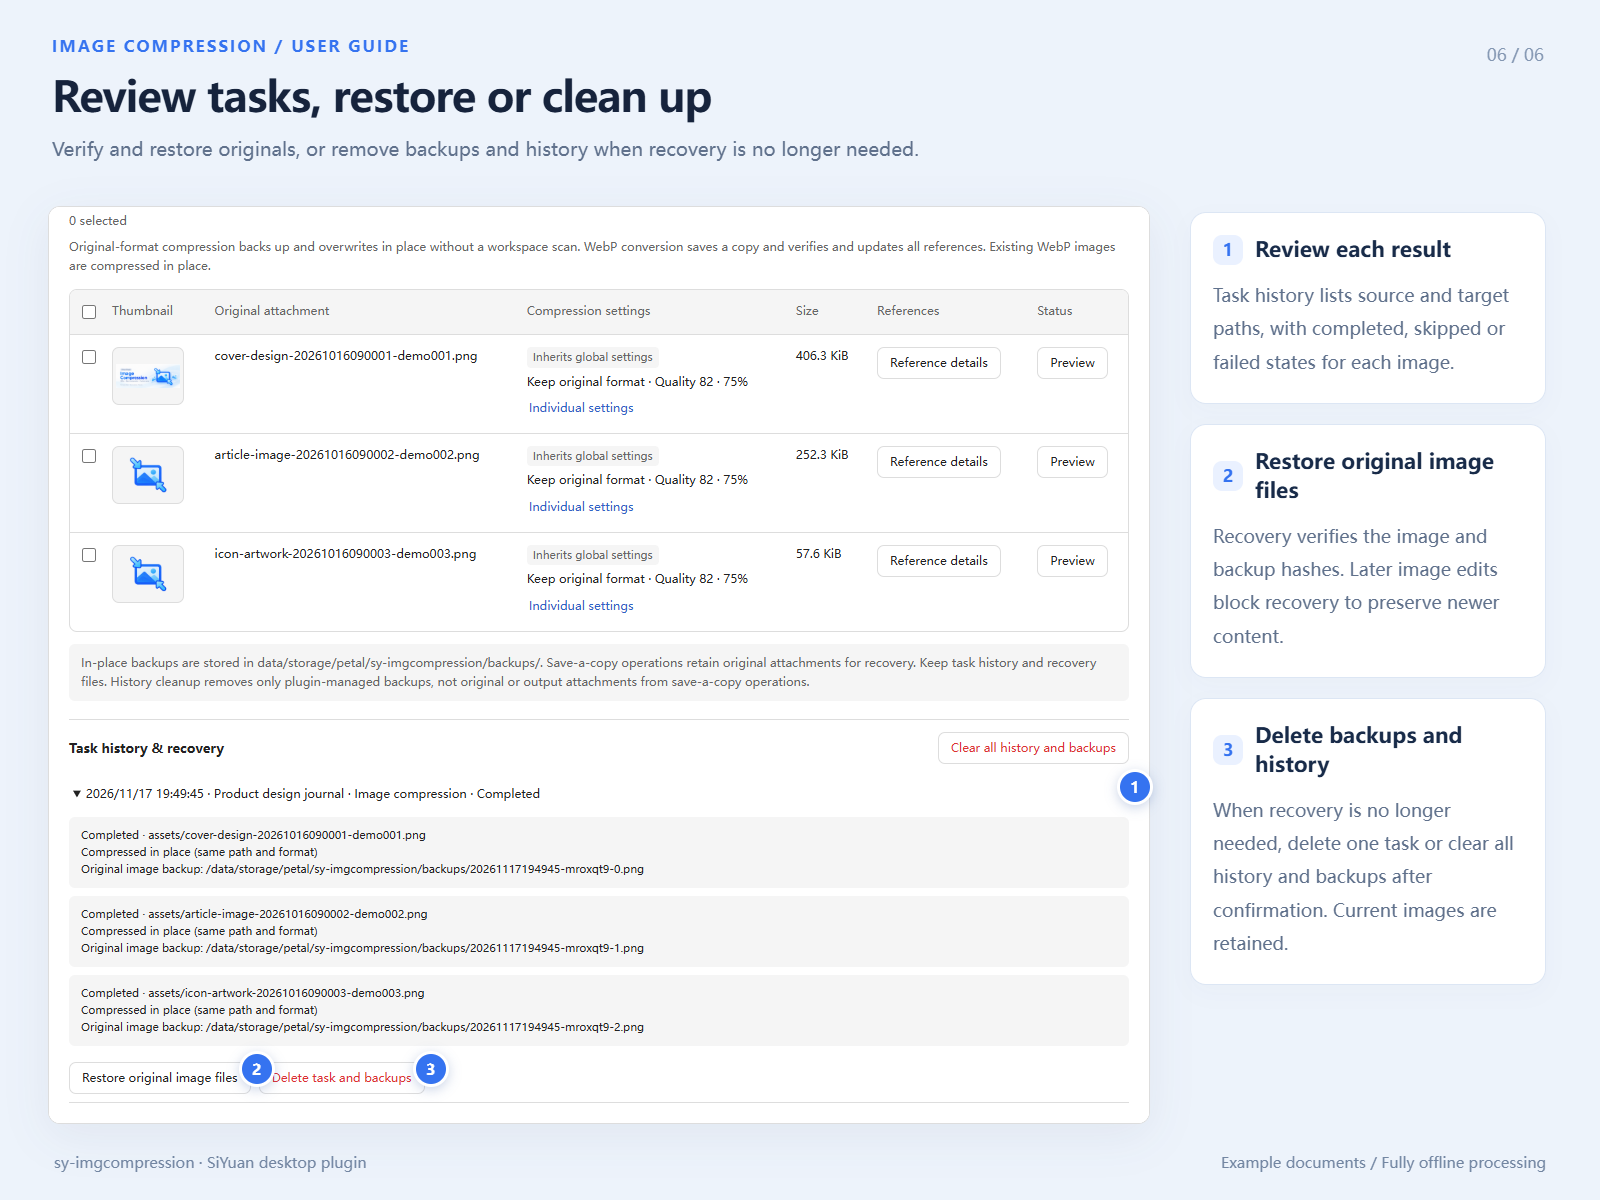 IMAGE COMPRESSION / USER GUIDE
06 / 06
Review tasks, restore or clean up
Verify and restore originals, or remove backups and history when recovery is no longer needed.
0 selected
Original-format compression backs up and overwrites in place without a workspace scan. WebP conversion saves a copy and verifies and updates all references. Existing WebP images
are compressed in place.
Thumbnail Original attachment Compression settings Size References Status
cover-design-20261016090001-demo001.png Inherits global settings 406.3 KiB Reference details Preview
Keep original format · Quality 82 · 75%
Individual settings
article-image-20261016090002-demo002.png Inherits global settings 252.3 KiB Reference details Preview
Keep original format · Quality 82 · 75%
Individual settings
icon-artwork-20261016090003-demo003.png Inherits global settings 57.6 KiB Reference details Preview
Keep original format · Quality 82 · 75%
Individual settings
In-place backups are stored in data/storage/petal/sy-imgcompression/backups/. Save-a-copy operations retain original attachments for recovery. Keep task history and recovery
files. History cleanup removes only plugin-managed backups, not original or output attachments from save-a-copy operations.
Task history & recovery Clear all history and backups
1
▼ 2026/11/17 19:49:45 · Product design journal · Image compression · Completed
Completed · assets/cover-design-20261016090001-demo001.png
Compressed in place (same path and format)
Original image backup: /data/storage/petal/sy-imgcompression/backups/20261117194945-mroxqt9-0.png
Completed · assets/article-image-20261016090002-demo002.png
Compressed in place (same path and format)
Original image backup: /data/storage/petal/sy-imgcompression/backups/20261117194945-mroxqt9-1.png
Completed · assets/icon-artwork-20261016090003-demo003.png
Compressed in place (same path and format)
Original image backup: /data/storage/petal/sy-imgcompression/backups/20261117194945-mroxqt9-2.png
Restore original image files 2 Delete task and backups 3
1 Review each result
Task history lists source and target
paths, with completed, skipped or
failed states for each image.
2 Restore original image
files
Recovery verifies the image and
backup hashes. Later image edits
block recovery to preserve newer
content.
3 Delete backups and
history
When recovery is no longer
needed, delete one task or clear all
history and backups after
confirmation. Current images are
retained.
sy-imgcompression · SiYuan desktop plugin
Example documents / Fully offline processing